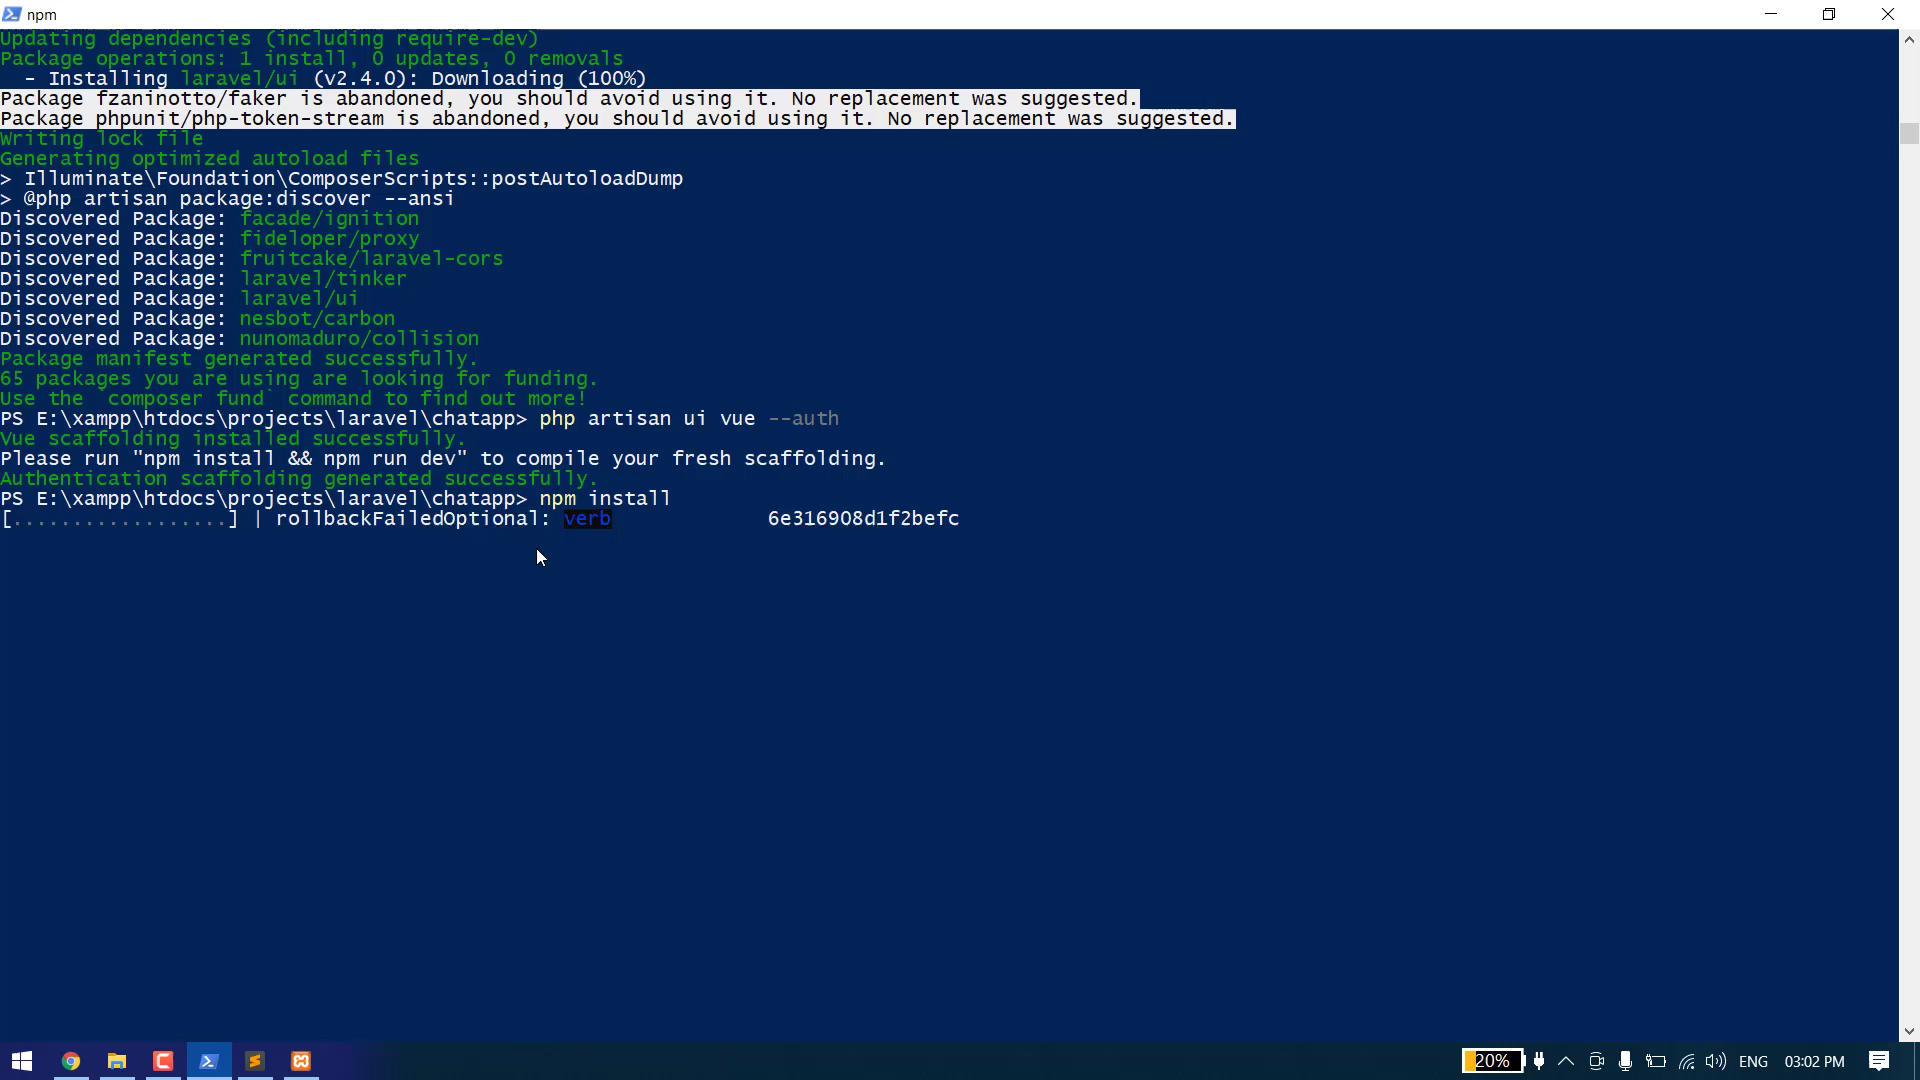 npm
Updating dependencies (including require-dev)
Package operations: 1 install, 0 updates, 0 removals
  - Installing laravel/ui (v2.4.0): Downloading (100%)
Package fzaninotto/faker is abandoned, you should avoid using it. No replacement was suggested.
Package phpunit/php-token-stream is abandoned, you should avoid using it. No replacement was suggested.
Writing lock file
Generating optimized autoload files
> Illuminate\Foundation\ComposerScripts::postAutoloadDump
> @php artisan package:discover --ansi
Discovered Package: facade/ignition
Discovered Package: fideloper/proxy
Discovered Package: fruitcake/laravel-cors
Discovered Package: laravel/tinker
Discovered Package: laravel/ui
Discovered Package: nesbot/carbon
Discovered Package: nunomaduro/collision
Package manifest generated successfully.
65 packages you are using are looking for funding.
Use the `composer fund` command to find out more!
PS E:\xampp\htdocs\projects\laravel\chatapp> php artisan ui vue --auth
Vue scaffolding installed successfully.
Please run "npm install && npm run dev" to compile your fresh scaffolding.
Authentication scaffolding generated successfully.
PS E:\xampp\htdocs\projects\laravel\chatapp> npm install
[..................] | rollbackFailedOptional: verb 6e316908d1f2befc
20% ENG 03:02 PM